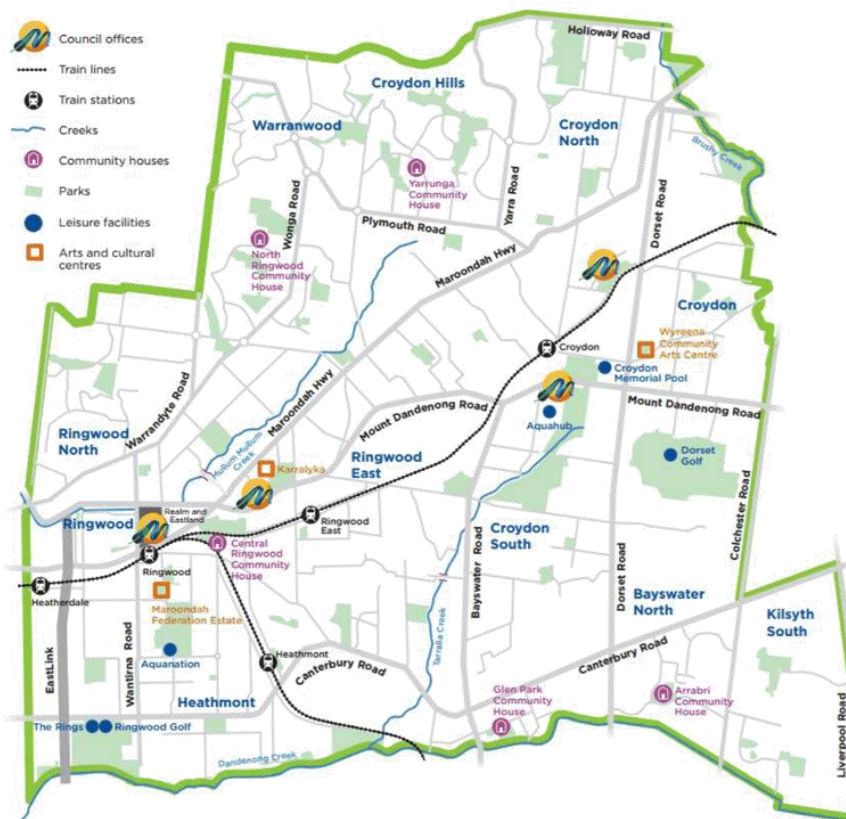 Council offices
Train lines
Train stations
Creeks
Community houses
Parks
Leisure facilities
Arts and cultural
centres
Holloway Road
Croydon Hills
Warranwood
Croydon
North
Brushy Creek
Yarrunga
Community
House
Yarra Road
Wonga Road
Plymouth Road
Dorset Road
North
Ringwood
Community
House
Maroondah Hwy
Croydon
Wyreena
Community
Arts Centre
Croydon
Croydon
Memorial Pool
Warrandyte Road
Maroondah Hwy
Mount Dandenong Road
Mount Dandenong Road
Aquahub
Ringwood
North
Mullum Mullum
Creek
Karralyka
Ringwood
East
Dorset
Golf
Colchester Road
Realm and
Eastland
Ringwood
Ringwood
East
Croydon
South
Central
Ringwood
Community
House
Ringwood
Heatherdale
Bayswater Road
Dorset Road
Maroondah
Federation Estate
Bayswater
North
Kilsyth
South
EastLink
Wantirna Road
Aquanation
Heathmont
Canterbury Road
Tarralla Creek
Canterbury Road
Heathmont
Glen Park
Community
House
Arrabri
Community
House
Liverpool Road
The Rings
Ringwood Golf
Dandenong Creek